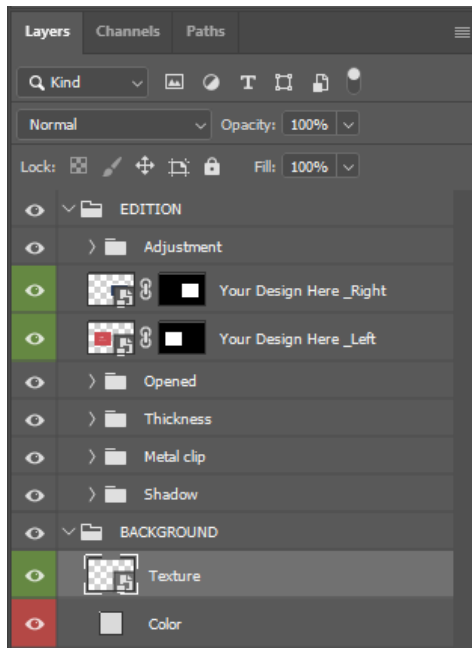 Layers Channels Paths
Kind T
Normal Opacity: 100%
Lock: Fill: 100%
EDITION
Adjustment
Your Design Here _Right
Your Design Here _Left
Opened
Thickness
Metal clip
Shadow
BACKGROUND
Texture
Color